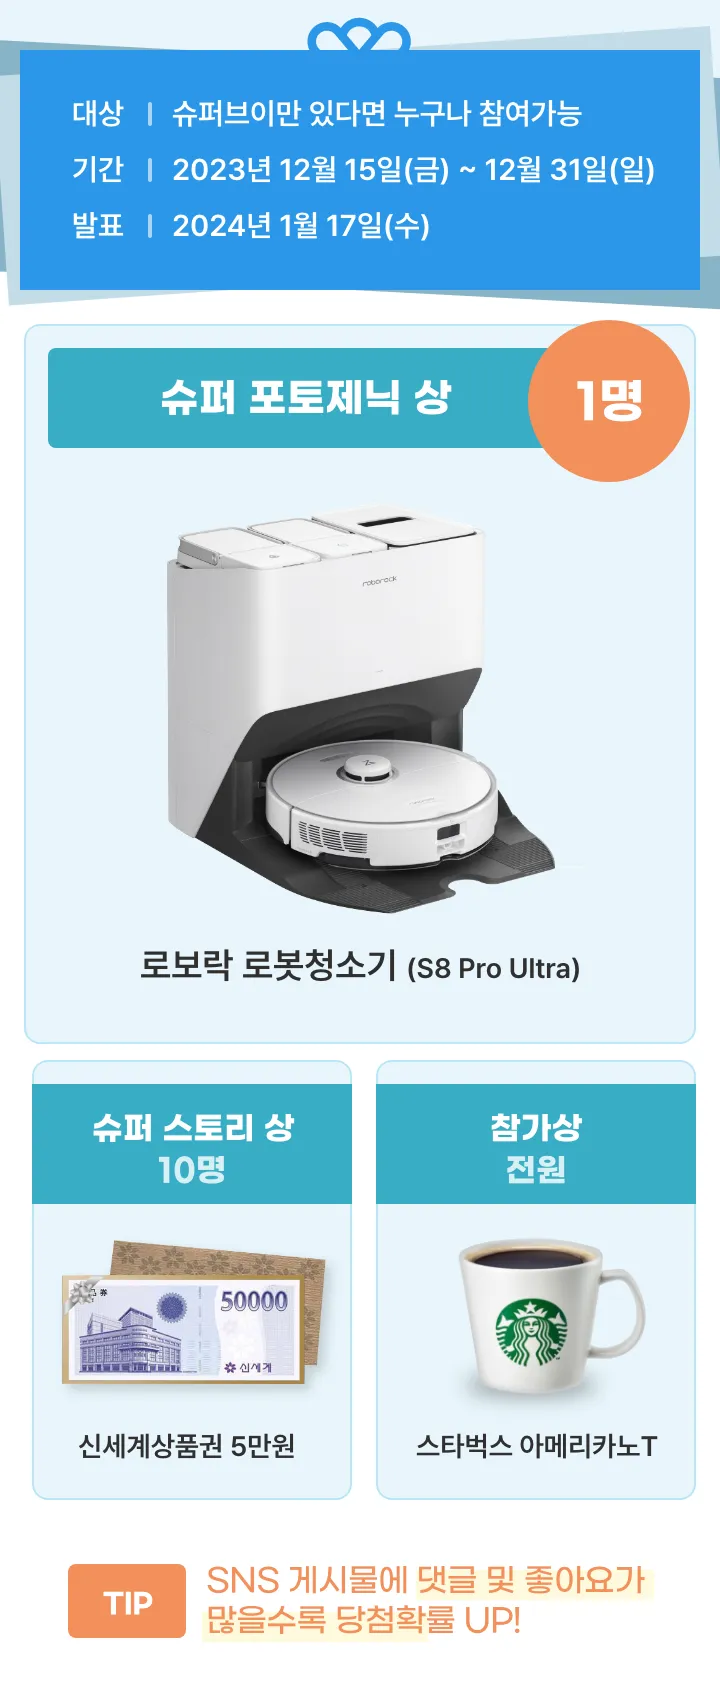 대상 | 슈퍼브이만 있다면 누구나 참여가능
기간 | 2023년 12월 15일(금) ~ 12월 31일(일)
발표 | 2024년 1월 17일(수)
슈퍼 포토제닉 상
1명
roborock
로보락 로봇청소기 (S8 Pro Ultra)
슈퍼 스토리 상
10명
券
50000
신세계
신세계상품권 5만원
참가상
전원
스타벅스 아메리카노T
TIP
SNS 게시물에 댓글 및 좋아요가
많을수록 당첨확률 UP!